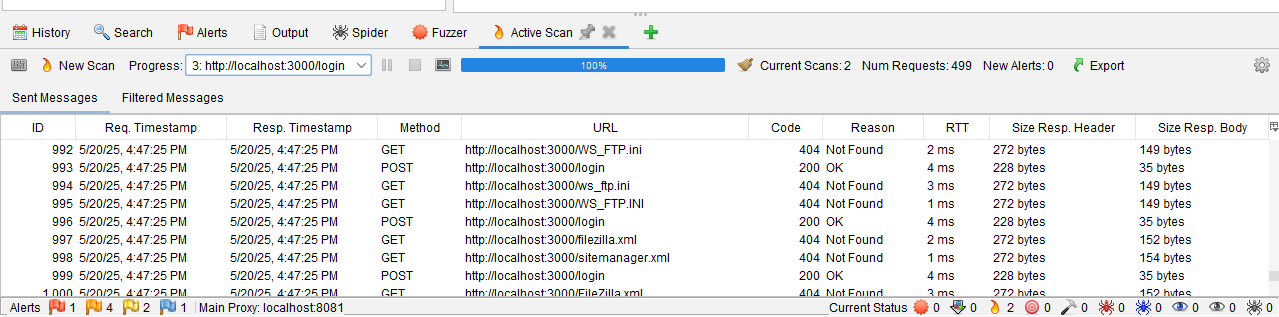 History Search Alerts Output Spider Fuzzer Active Scan
New Scan Progress: 3: http://localhost:3000/login 100% Current Scans: 2 Num Requests: 499 New Alerts: 0 Export
Sent Messages Filtered Messages
ID Req. Timestamp Resp. Timestamp Method URL Code Reason RTT Size Resp. Header Size Resp. Body
992 5/20/25, 4:47:25 PM 5/20/25, 4:47:25 PM GET http://localhost:3000/WS_FTP.ini 404 Not Found 2 ms 272 bytes 149 bytes
993 5/20/25, 4:47:25 PM 5/20/25, 4:47:25 PM POST http://localhost:3000/login 200 OK 4 ms 228 bytes 35 bytes
994 5/20/25, 4:47:25 PM 5/20/25, 4:47:25 PM GET http://localhost:3000/ws_ftp.ini 404 Not Found 3 ms 272 bytes 149 bytes
995 5/20/25, 4:47:25 PM 5/20/25, 4:47:25 PM GET http://localhost:3000/WS_FTP.INI 404 Not Found 1 ms 272 bytes 149 bytes
996 5/20/25, 4:47:25 PM 5/20/25, 4:47:25 PM POST http://localhost:3000/login 200 OK 4 ms 228 bytes 35 bytes
997 5/20/25, 4:47:25 PM 5/20/25, 4:47:25 PM GET http://localhost:3000/filezilla.xml 404 Not Found 2 ms 272 bytes 152 bytes
998 5/20/25, 4:47:25 PM 5/20/25, 4:47:25 PM GET http://localhost:3000/sitemanager.xml 404 Not Found 1 ms 272 bytes 154 bytes
999 5/20/25, 4:47:25 PM 5/20/25, 4:47:25 PM POST http://localhost:3000/login 200 OK 4 ms 228 bytes 35 bytes
1,000 5/20/25, 4:47:25 PM 5/20/25, 4:47:25 PM GET http://localhost:3000/FileZilla.xml 404 Not Found 1 ms 272 bytes 152 bytes
Alerts 1 4 2 1 Main Proxy: localhost:8081 Current Status 0 0 2 0 0 0 0 0 0 0